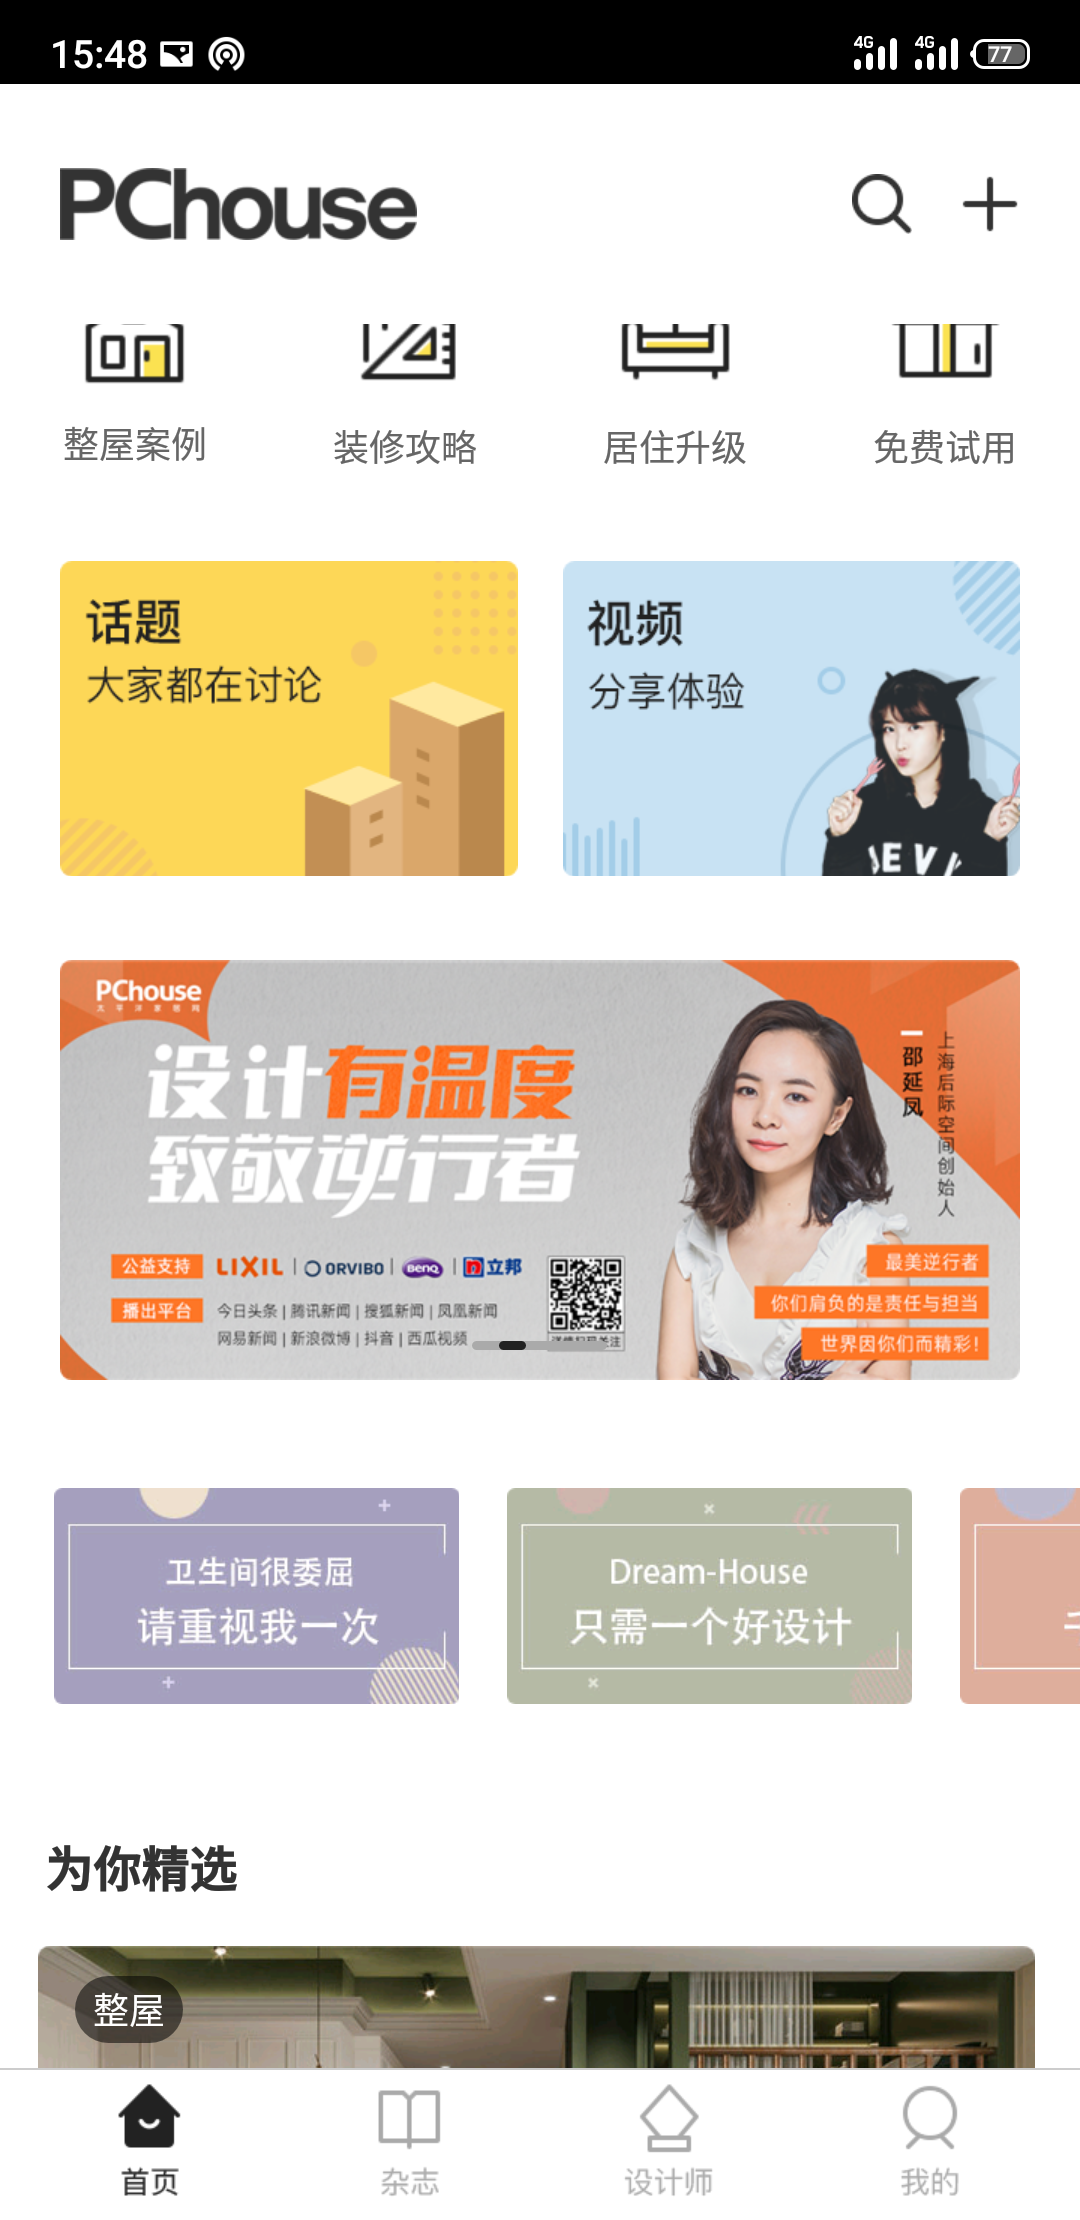 15:48
4G
4G
77
PChouse
整屋案例
装修攻略
居住升级
免费试用
话题
大家都在讨论
视频
分享体验
PChouse
太平洋家居网
设计有温度
致敬逆行者
邵延凤
上海后际空间创始人
公益支持
LIXIL
ORVIBO
BenQ
立邦
播出平台
今日头条 | 腾讯新闻 | 搜狐新闻 | 凤凰新闻
网易新闻 | 新浪微博 | 抖音 | 西瓜视频
最美逆行者
你们肩负的是责任与担当
世界因你们而精彩!
卫生间很委屈
请重视我一次
Dream-House
只需一个好设计
为你精选
整屋
首页
杂志
设计师
我的